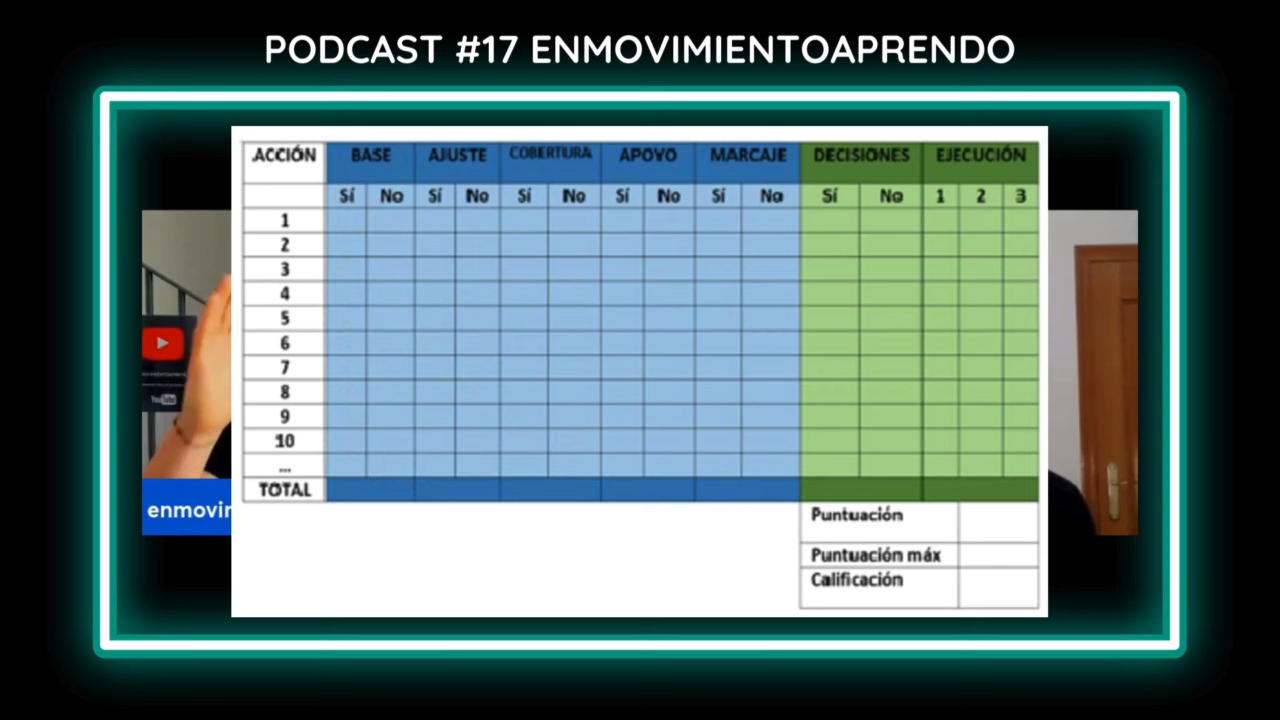 PODCAST #17 ENMOVIMIENTOAPRENDO
ACCIÓN BASE AJUSTE COBERTURA APOYO MARCAJE DECISIONES EJECUCIÓN
Sí No Sí No Sí No Sí No Sí No Sí No 1 2 3
1
2
3
4
5
6
7
8
9
10
...
TOTAL
Puntuación
Puntuación máx
Calificación
YouTube
enmovim